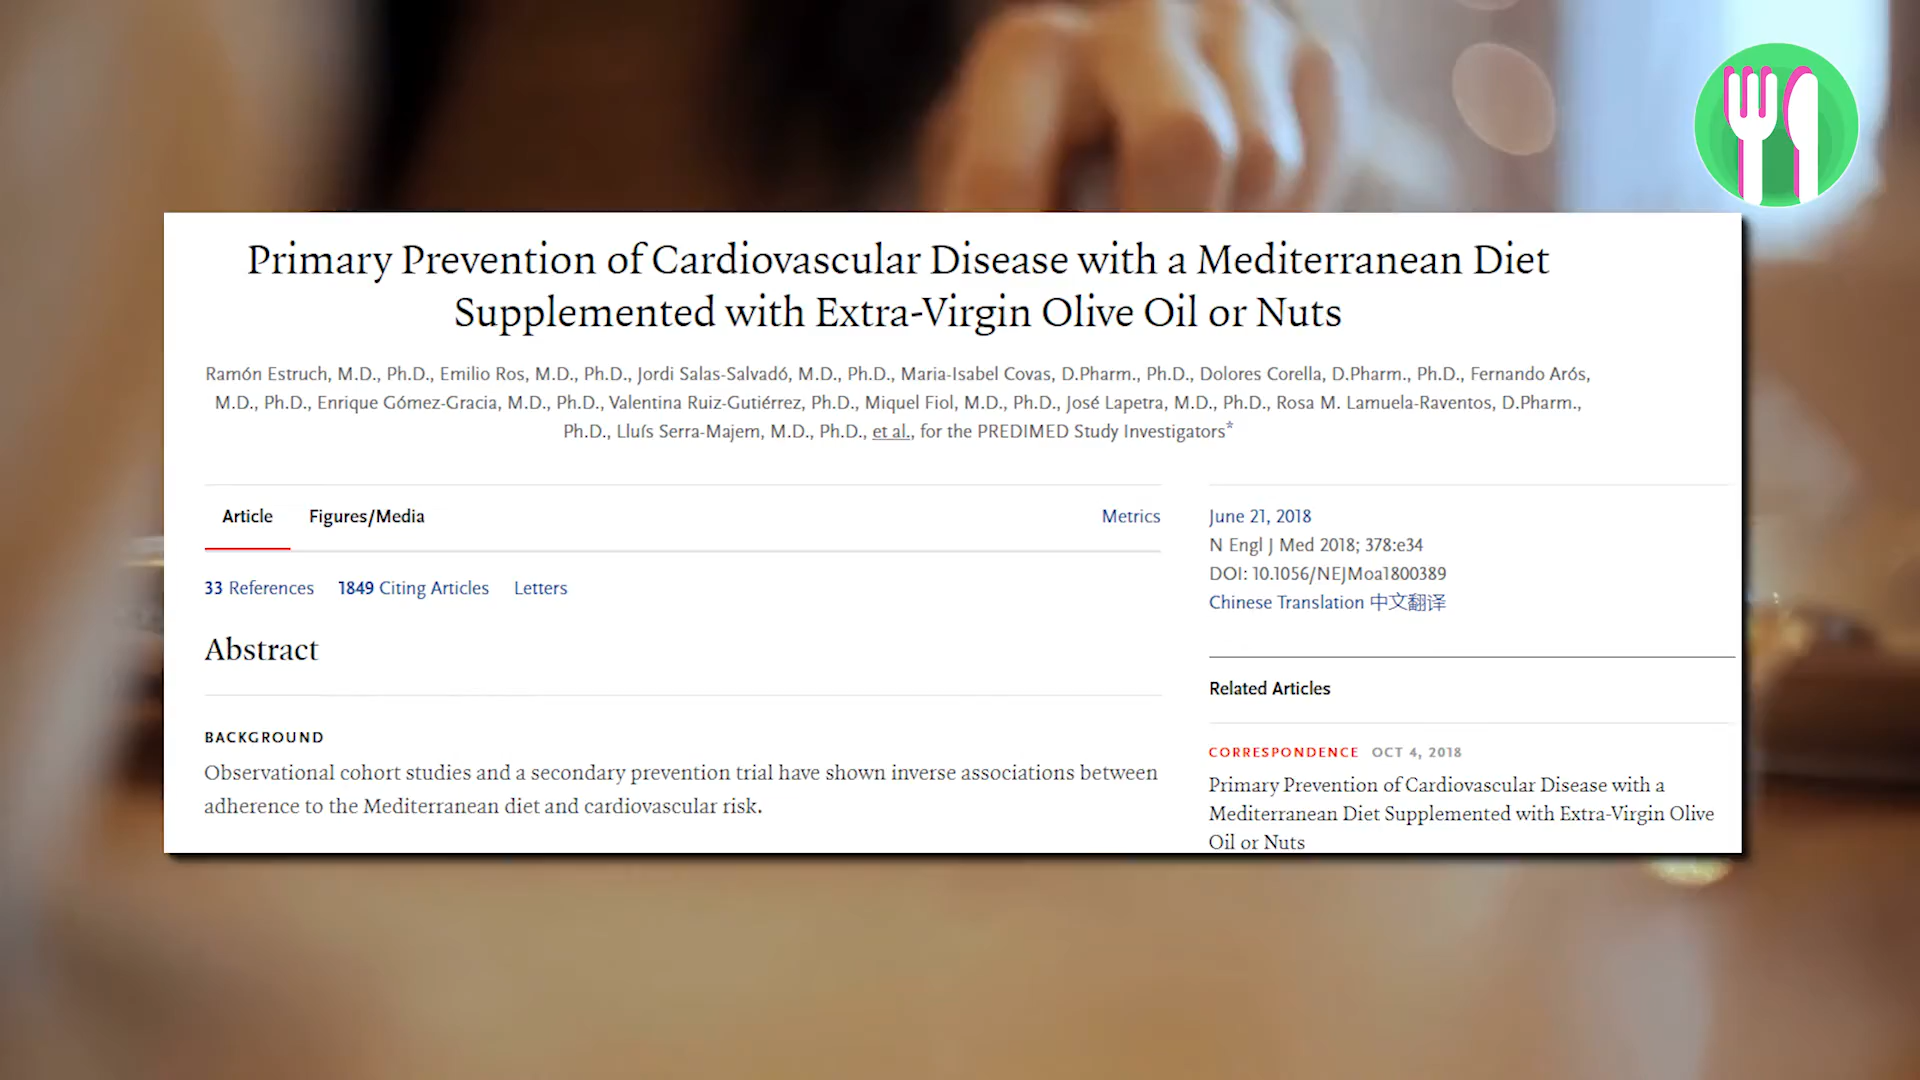 Primary Prevention of Cardiovascular Disease with a Mediterranean Diet
Supplemented with Extra-Virgin Olive Oil or Nuts
Ramón Estruch, M.D., Ph.D., Emilio Ros, M.D., Ph.D., Jordi Salas-Salvadó, M.D., Ph.D., Maria-Isabel Covas, D.Pharm., Ph.D., Dolores Corella, D.Pharm., Ph.D., Fernando Arós,
M.D., Ph.D., Enrique Gómez-Gracia, M.D., Ph.D., Valentina Ruiz-Gutiérrez, Ph.D., Miquel Fiol, M.D., Ph.D., José Lapetra, M.D., Ph.D., Rosa M. Lamuela-Raventos, D.Pharm.,
Ph.D., Lluís Serra-Majem, M.D., Ph.D., et al., for the PREDIMED Study Investigators*
Article Figures/Media Metrics
33 References 1849 Citing Articles Letters
Abstract
BACKGROUND
Observational cohort studies and a secondary prevention trial have shown inverse associations between
adherence to the Mediterranean diet and cardiovascular risk.
June 21, 2018
N Engl J Med 2018; 378:e34
DOI: 10.1056/NEJMoa1800389
Chinese Translation 中文翻译
Related Articles
CORRESPONDENCE OCT 4, 2018
Primary Prevention of Cardiovascular Disease with a
Mediterranean Diet Supplemented with Extra-Virgin Olive
Oil or Nuts